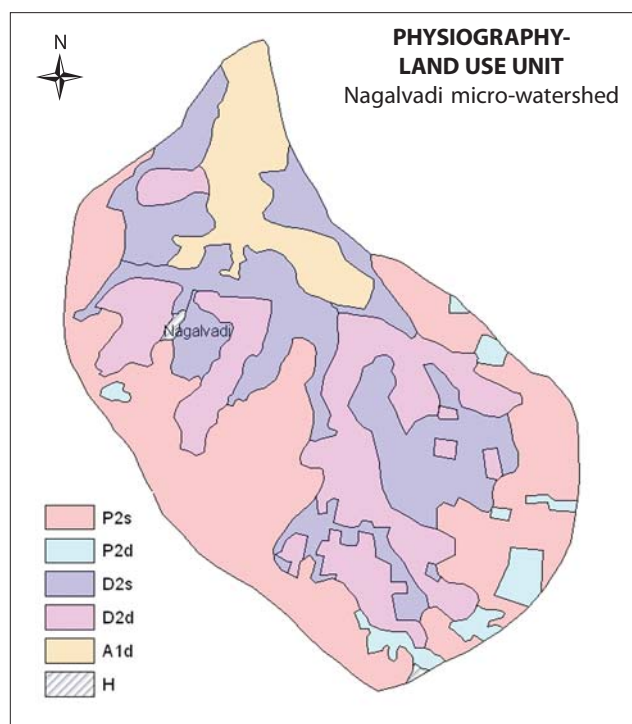 PHYSIOGRAPHY-
LAND USE UNIT
Nagalvadi micro-watershed
N
Nagalvadi
P2s
P2d
D2s
D2d
A1d
H